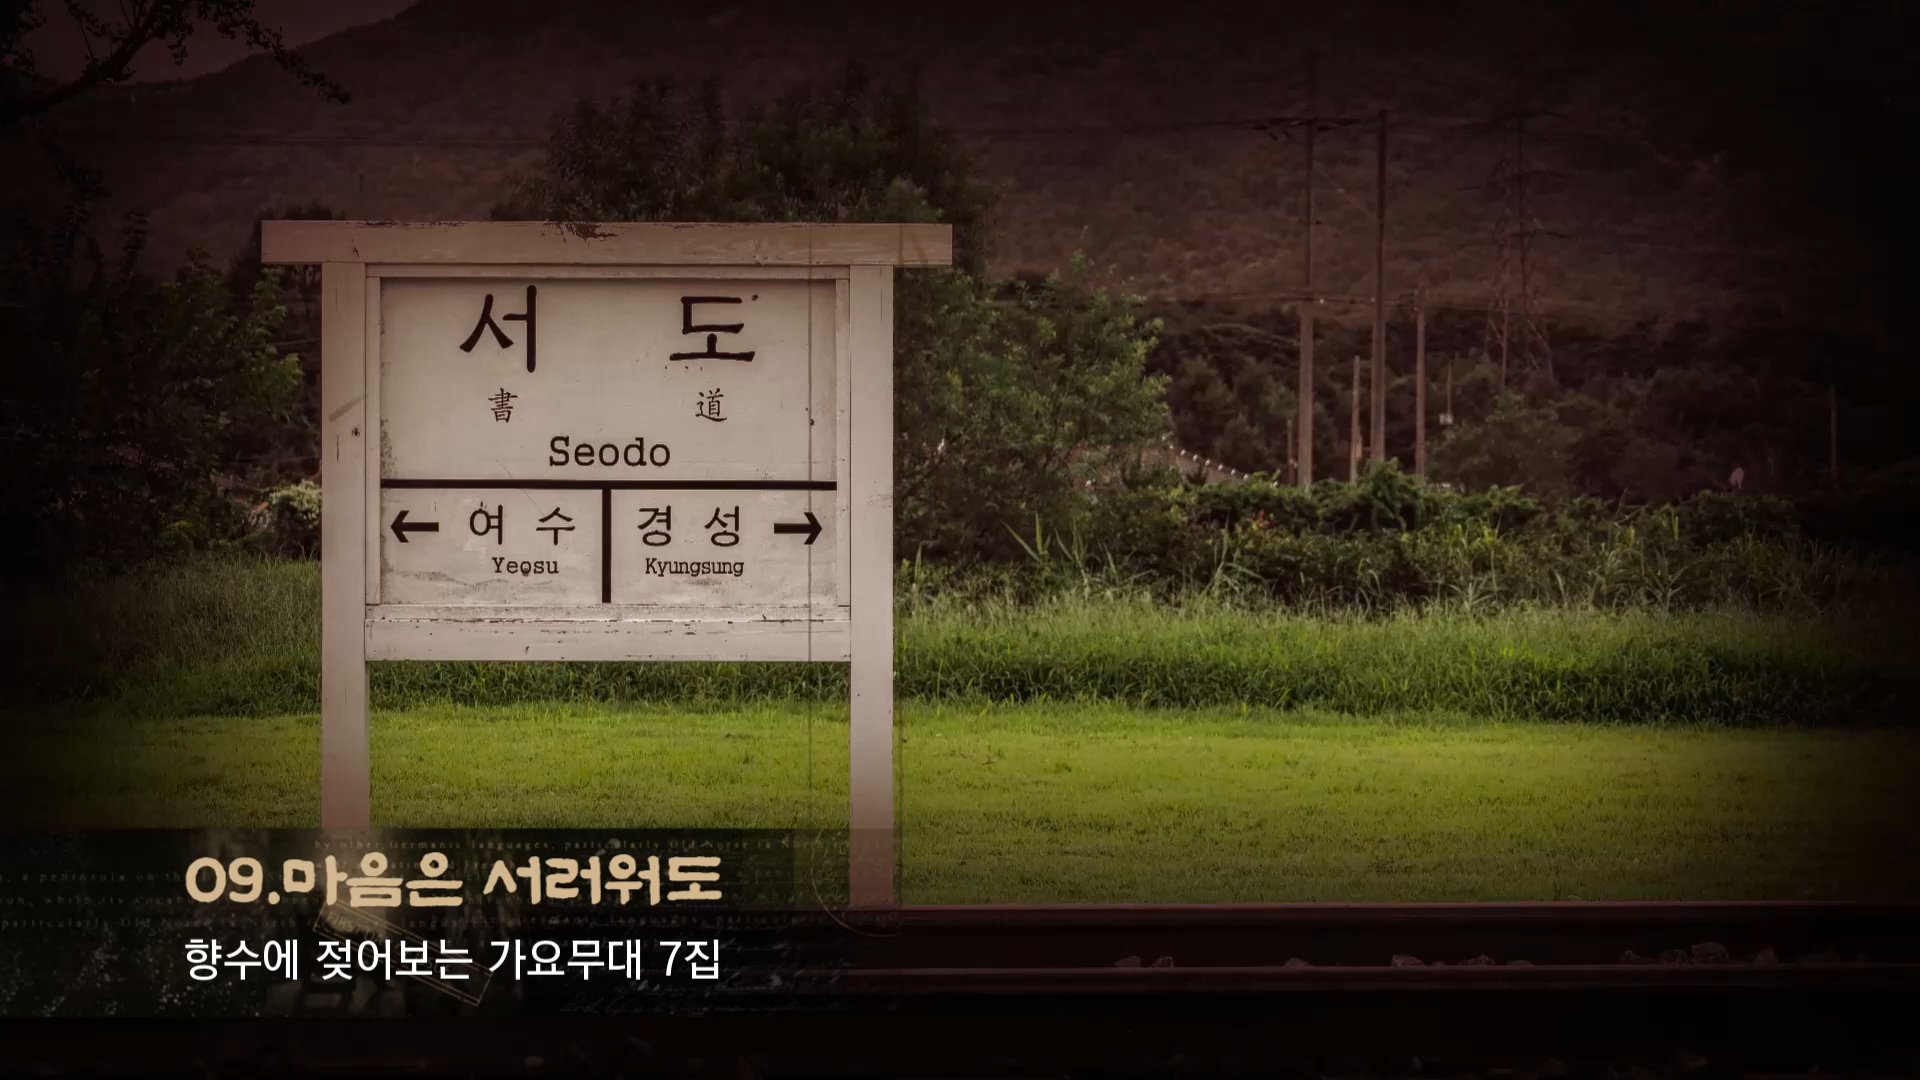 서 도
書 道
Seodo
← 여 수 경 성 →
Yeosu Kyungsung
09.마음은 서러워도
향수에 젖어보는 가요무대 7집